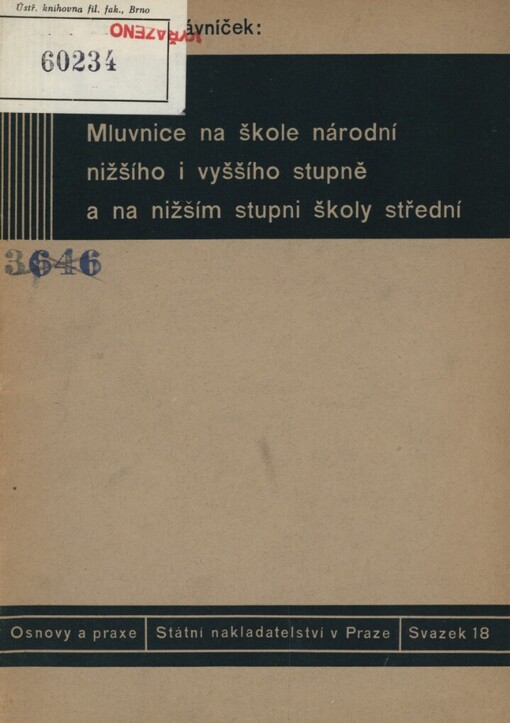 Ústř. knihovna fil. fak., Brno
60234
VYŘAZENO
ávníček:
Mluvnice na škole národní
nižšího i vyššího stupně
a na nižším stupni školy střední
3646
Osnovy a praxe Státní nakladatelství v Praze Svazek 18